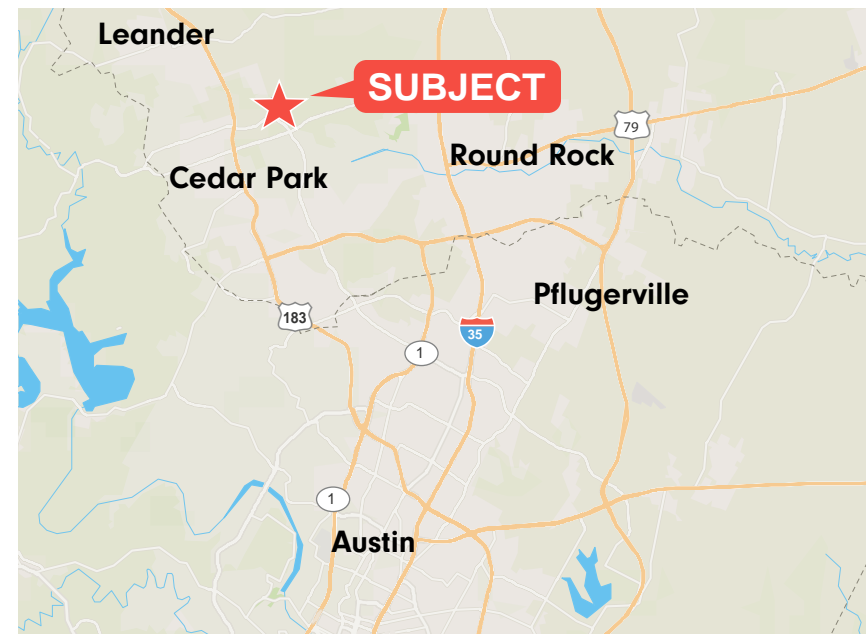 Leander
SUBJECT
79
Round Rock
Cedar Park
Pflugerville
183
35
1
1
Austin